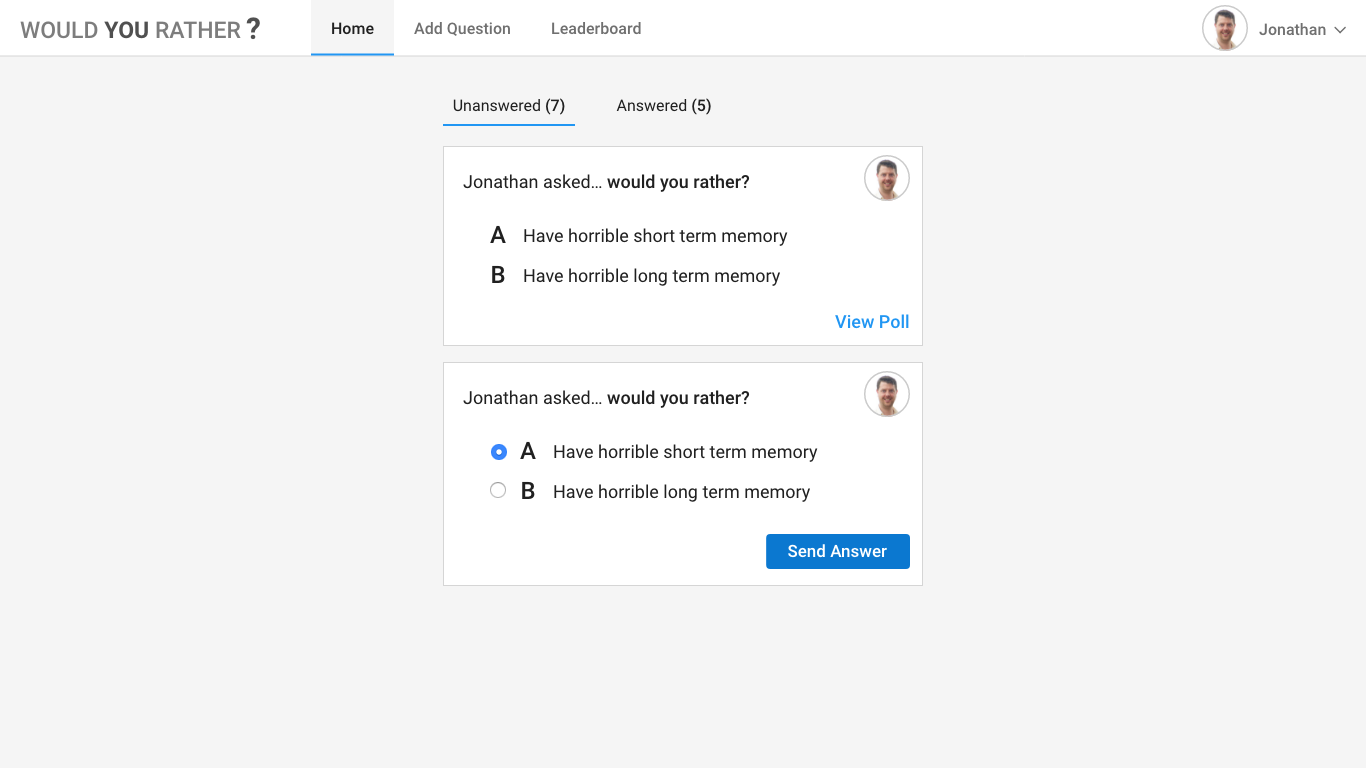 WOULD YOU RATHER ?
Home Add Question Leaderboard Jonathan
Unanswered (7) Answered (5)
Jonathan asked... would you rather?
A Have horrible short term memory
B Have horrible long term memory
View Poll
Jonathan asked... would you rather?
A Have horrible short term memory
B Have horrible long term memory
Send Answer